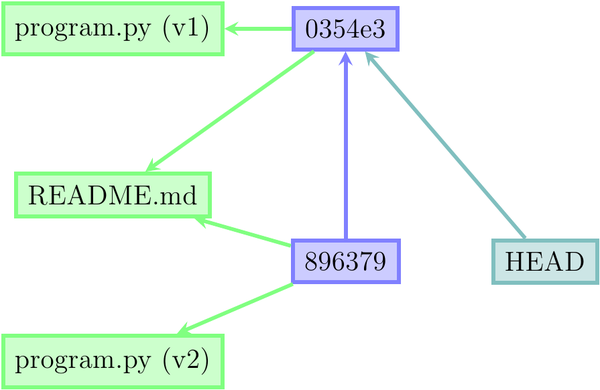 program.py (v1)
0354e3
README.md
896379
HEAD
program.py (v2)